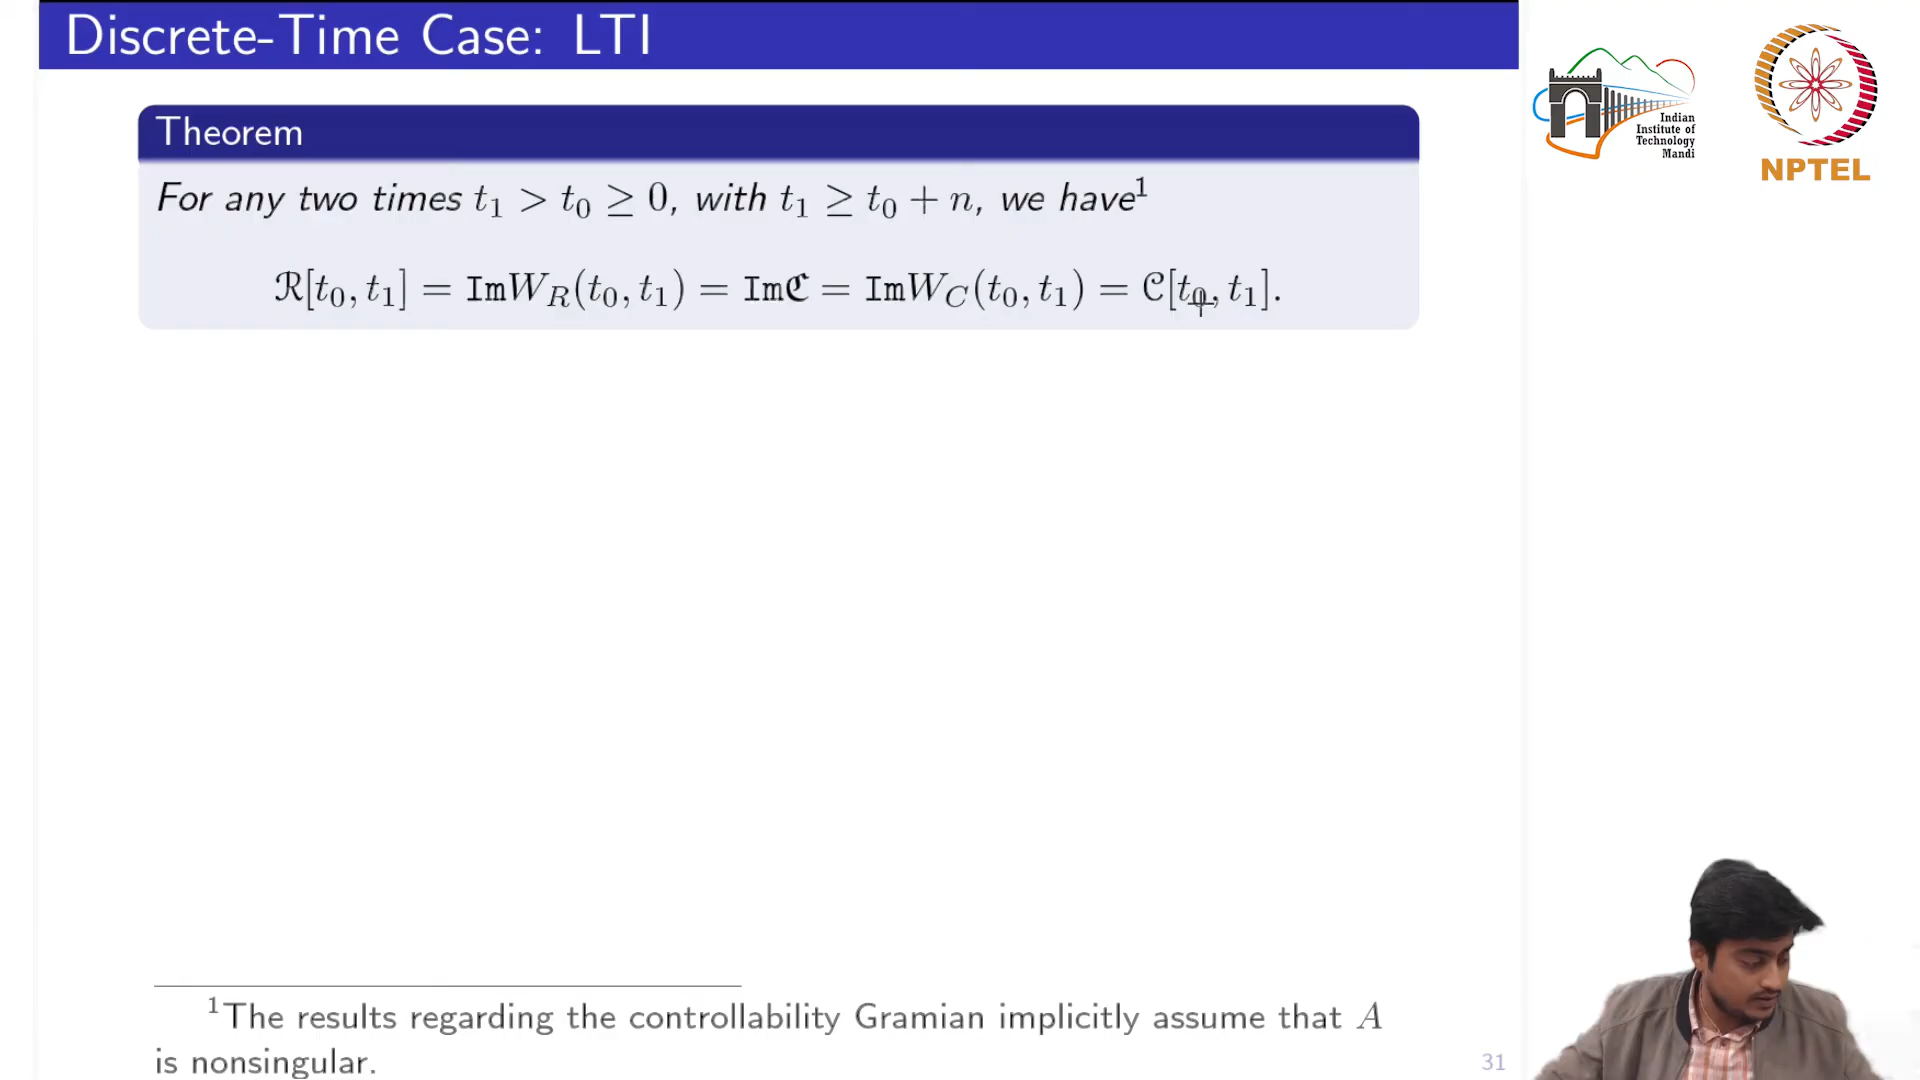 Discrete-Time Case: LTI
Theorem
For any two times t₁ > t₀ ≥ 0, with t₁ ≥ t₀ + n, we have¹
ℛ[t₀, t₁] = ImW_R(t₀, t₁) = Imℭ = ImW_C(t₀, t₁) = 𝒞[t₀, t₁].
¹The results regarding the controllability Gramian implicitly assume that A
is nonsingular.
31
Indian
Institute of
Technology
Mandi
NPTEL